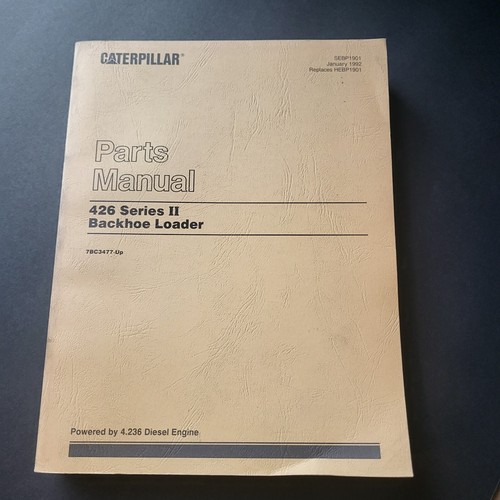 CATERPILLAR®
SEBP1901
January 1992
Replaces HEBP1901
Parts
Manual
426 Series II
Backhoe Loader
7BC3477-Up
Powered by 4.236 Diesel Engine